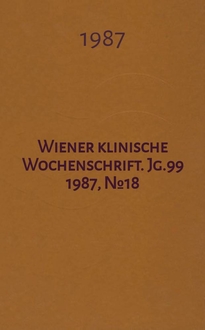 1987
Wiener klinische
Wochenschrift. Jg.99
1987, №18